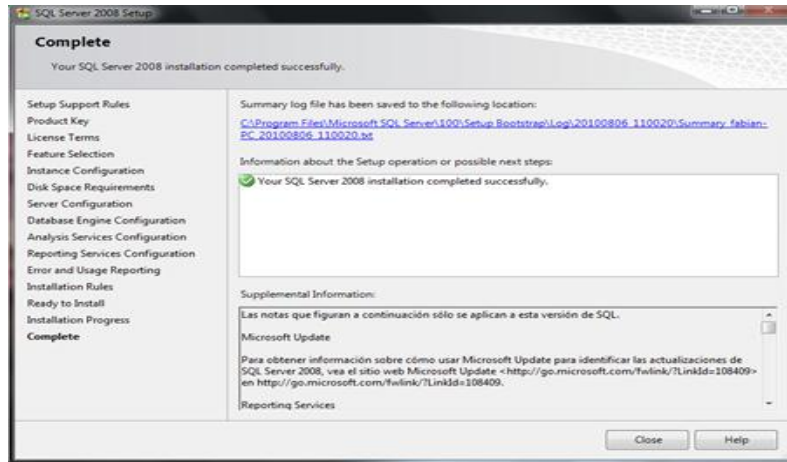 SQL Server 2008 Setup
Complete
Your SQL Server 2008 installation completed successfully.
Setup Support Rules
Product Key
License Terms
Feature Selection
Instance Configuration
Disk Space Requirements
Server Configuration
Database Engine Configuration
Analysis Services Configuration
Reporting Services Configuration
Error and Usage Reporting
Installation Rules
Ready to Install
Installation Progress
Complete
Summary log file has been saved to the following location:
C:\Program Files\Microsoft SQL Server\100\Setup Bootstrap\Log\20100806_110020\Summary_fabian-
PC_20100806_110020.txt
Information about the Setup operation or possible next steps:
Your SQL Server 2008 installation completed successfully.
Supplemental Information:
Las notas que figuran a continuación sólo se aplican a esta versión de SQL.
Microsoft Update
Para obtener información sobre cómo usar Microsoft Update para identificar las actualizaciones de
SQL Server 2008, vea el sitio web Microsoft Update <http://go.microsoft.com/fwlink/?LinkId=108409>
en http://go.microsoft.com/fwlink/?LinkId=108409.
Reporting Services
Close
Help